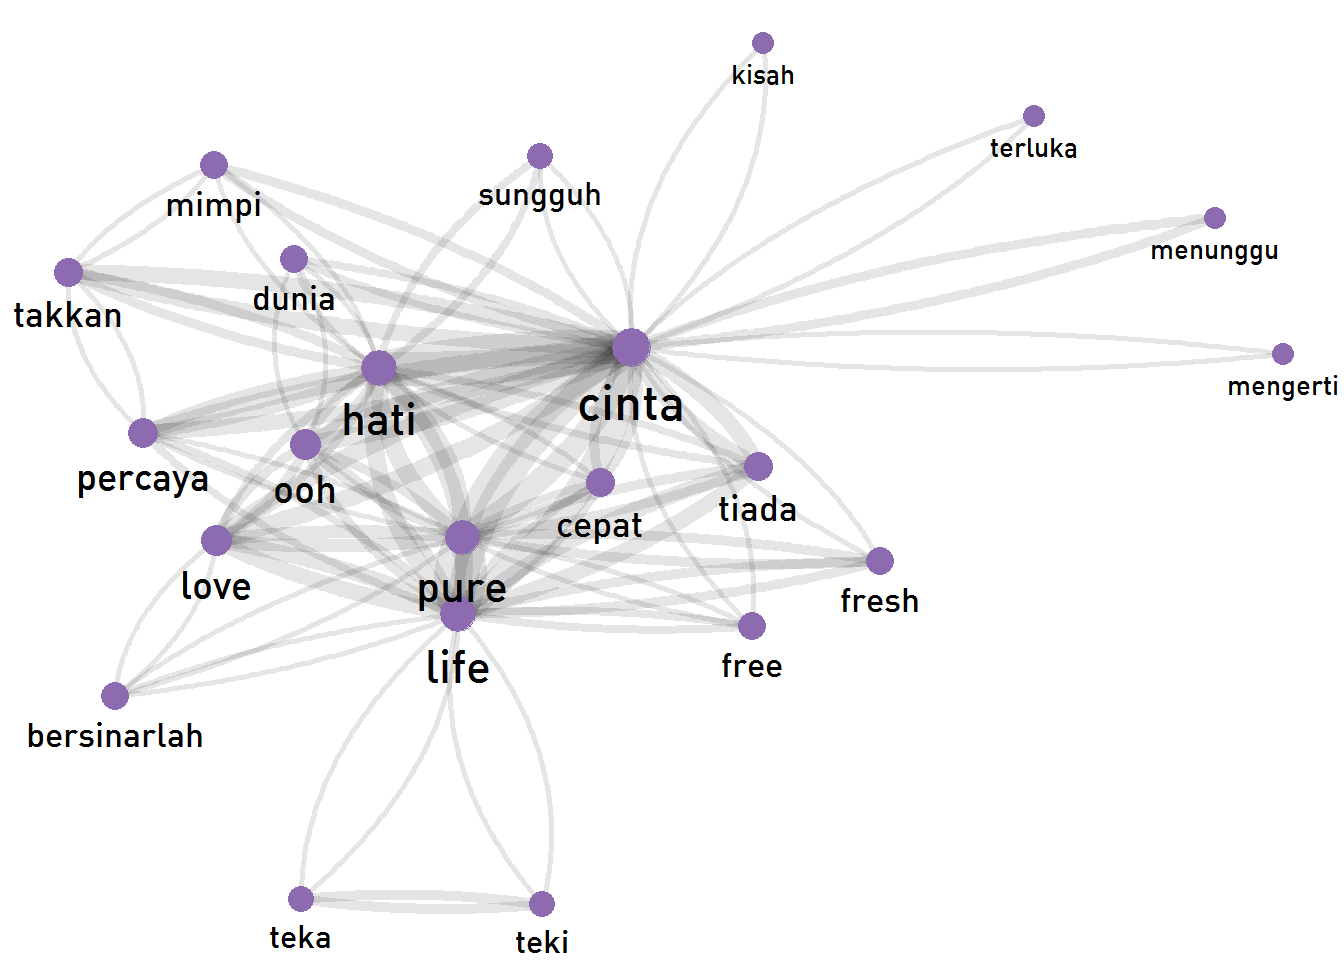 kisah
terluka
sungguh
mimpi
menunggu
dunia
takkan
mengerti
cinta
hati
percaya
ooh
tiada
cepat
love
pure
fresh
life
free
bersinarlah
teka
teki